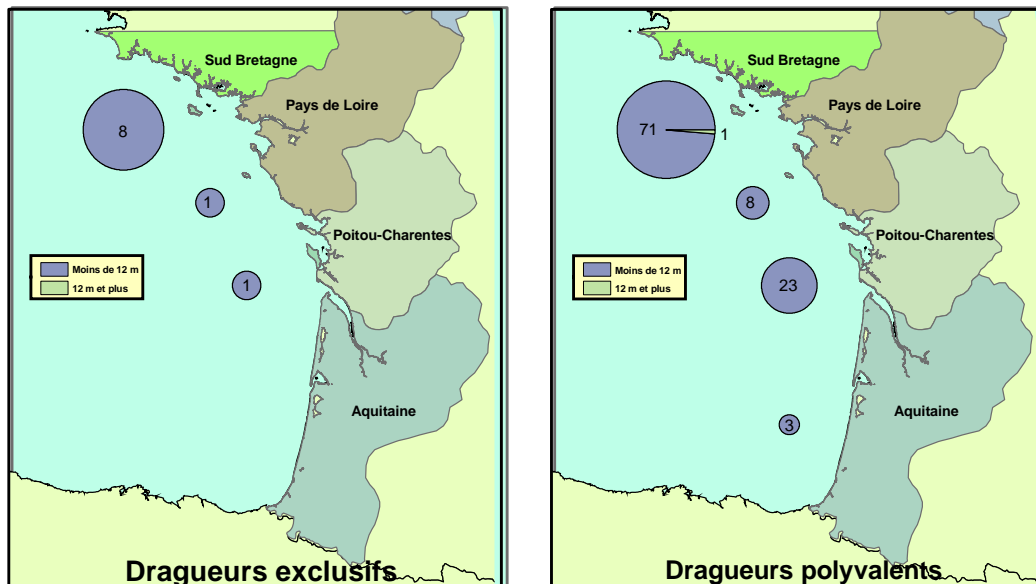 Sud Bretagne
Pays de Loire
8
1
Poitou-Charentes
Moins de 12 m
12 m et plus
1
Aquitaine
Dragueurs exclusifs
Sud Bretagne
Pays de Loire
71
1
8
Poitou-Charentes
Moins de 12 m
12 m et plus
23
Aquitaine
3
Dragueurs polyvalents